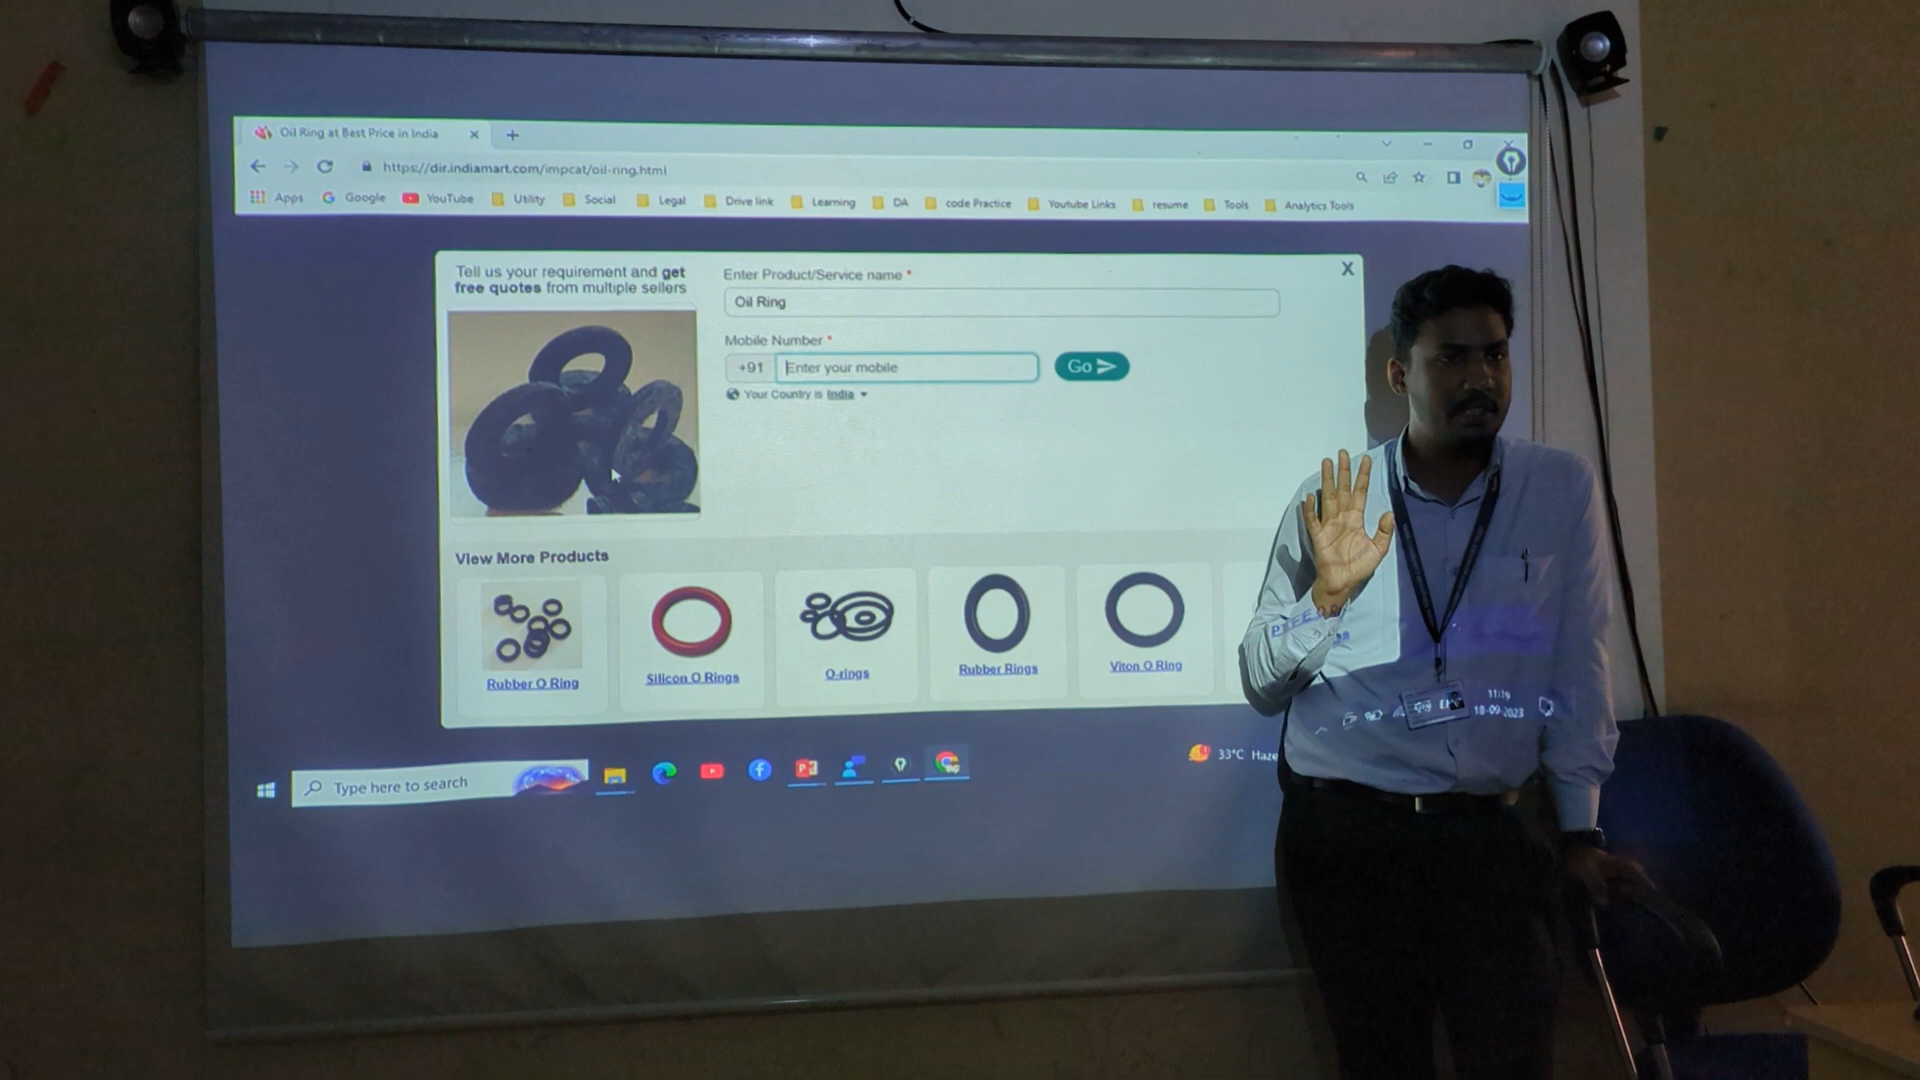 Oil Ring at Best Price in India
https://dir.indiamart.com/impcat/oil-ring.html
Apps Google YouTube Utility Social Legal Drive link Learning DA code Practice Youtube Links resume Tools Analytics Tools
Tell us your requirement and get
free quotes from multiple sellers
Enter Product/Service name *
Oil Ring
Mobile Number *
+91 Enter your mobile Go
Your Country is India
X
View More Products
Rubber O Ring Silicon O Rings O-rings Rubber Rings Viton O Ring
PTFE
Type here to search
33°C Haze
11:19
18-09-2023